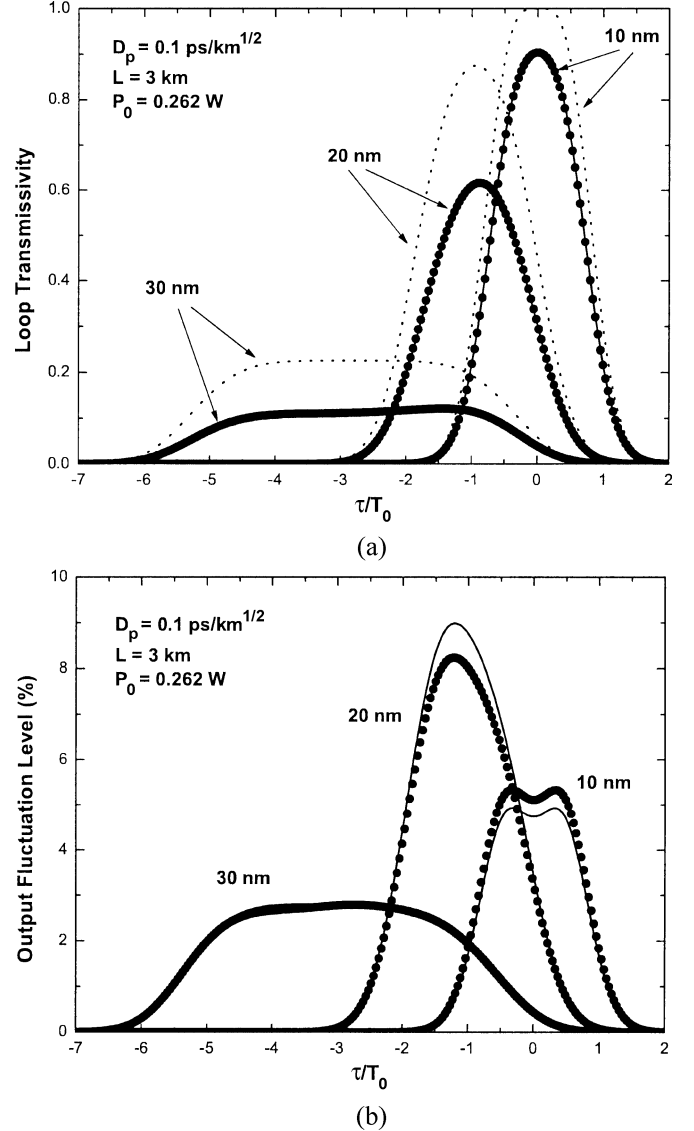 1.0
D_p = 0.1 ps/km^1/2
L = 3 km
P_0 = 0.262 W
10 nm
0.8
20 nm
0.6
Loop Transmissivity
0.4
30 nm
0.2
0.0
-7 -6 -5 -4 -3 -2 -1 0 1 2
τ/T_0
(a)
10
D_p = 0.1 ps/km^1/2
L = 3 km
P_0 = 0.262 W
8
20 nm
6
10 nm
Output Fluctuation Level (%)
4
30 nm
2
0
-7 -6 -5 -4 -3 -2 -1 0 1 2
τ/T_0
(b)